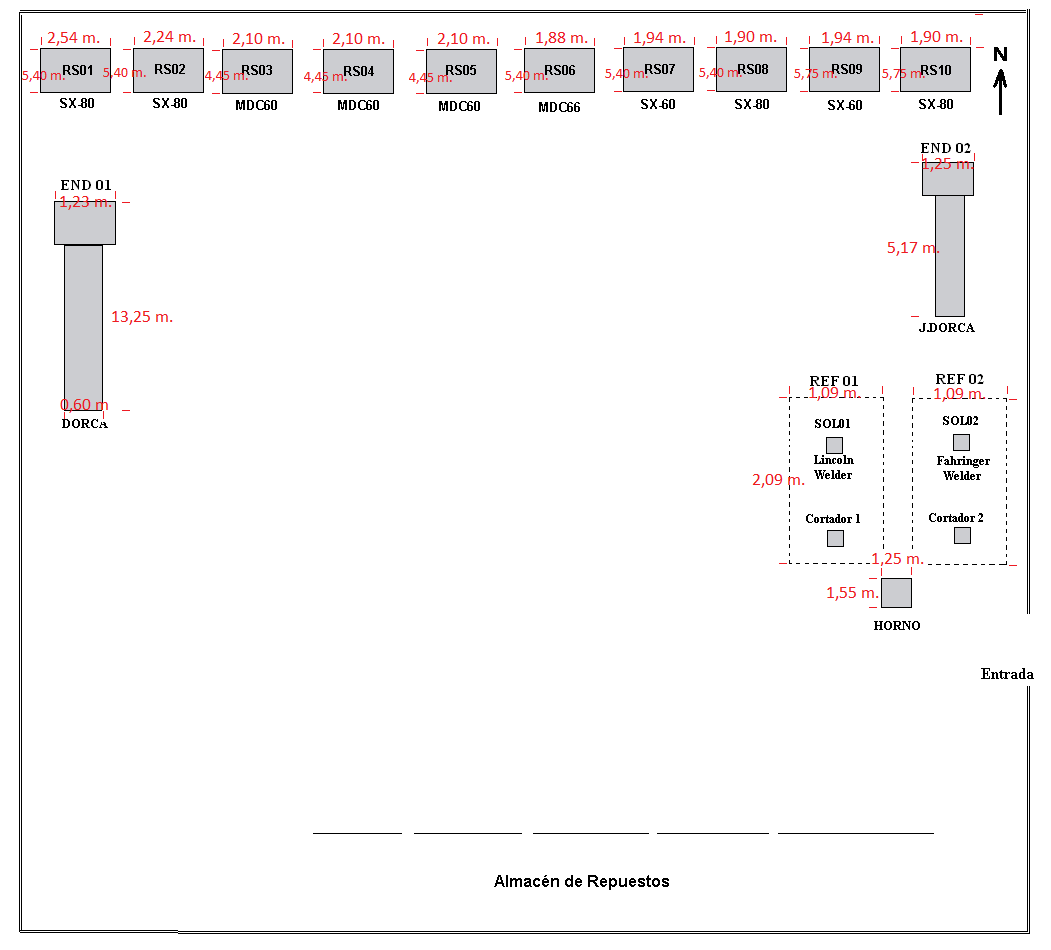 2,54 m. 2,24 m. 2,10 m. 2,10 m. 2,10 m. 1,88 m. 1,94 m. 1,90 m. 1,94 m. 1,90 m.
N
RS01 RS02 RS03 RS04 RS05 RS06 RS07 RS08 RS09 RS10
5,40 m. 5,40 m. 4,45 m. 4,45 m. 4,45 m. 5,40 m. 5,40 m. 5,40 m. 5,75 m. 5,75 m.
SX-80 SX-80 MDC60 MDC60 MDC60 MDC66 SX-60 SX-80 SX-60 SX-80
END 02
1,25 m.
END 01
1,23 m.
5,17 m.
13,25 m.
J.DORCA
REF 01 REF 02
1,09 m. 1,09 m.
0,60 m
DORCA
SOL01 SOL02
Lincoln
Welder
Fahringer
Welder
2,09 m.
Cortador 1 Cortador 2
1,25 m.
1,55 m.
HORNO
Entrada
Almacén de Repuestos